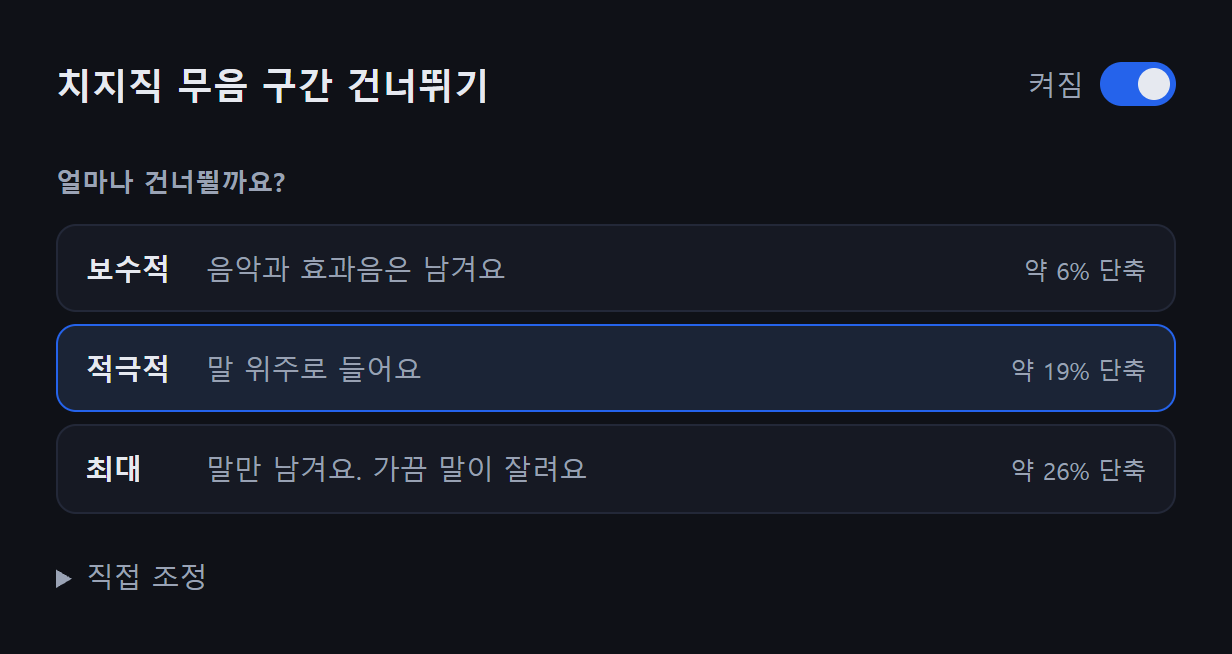 치지직 무음 구간 건너뛰기
켜짐
얼마나 건너뛸까요?
보수적 음악과 효과음은 남겨요 약 6% 단축
적극적 말 위주로 들어요 약 19% 단축
최대 말만 남겨요. 가끔 말이 잘려요 약 26% 단축
▶ 직접 조정